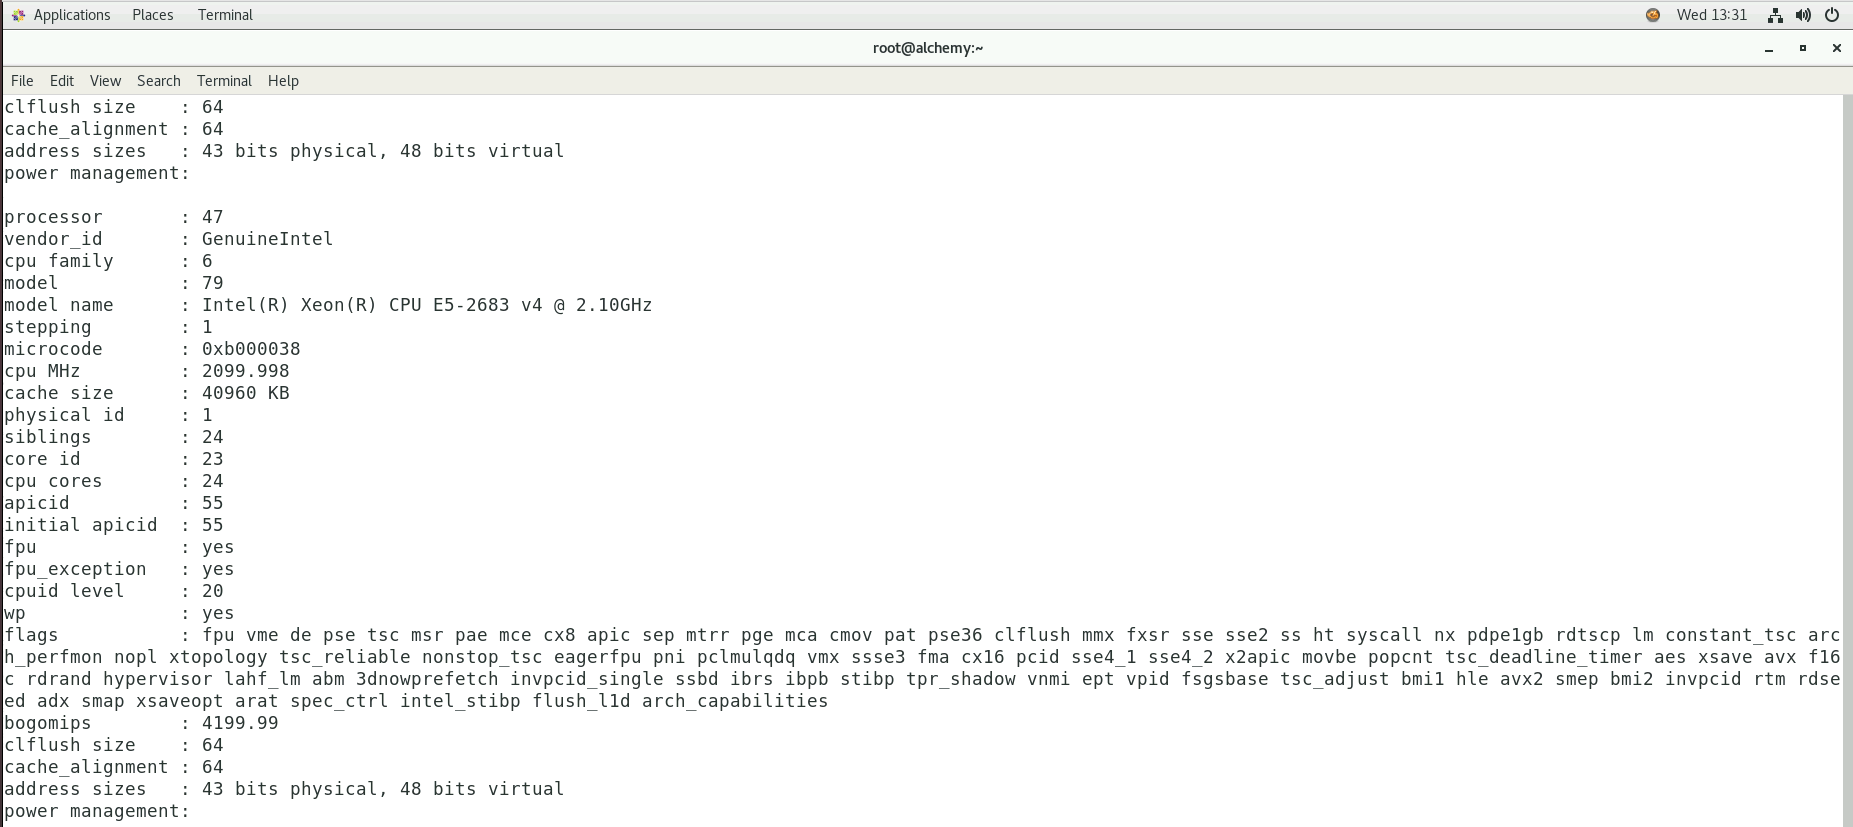 Applications Places Terminal Wed 13:31
root@alchemy:~
File Edit View Search Terminal Help
clflush size    : 64
cache_alignment : 64
address sizes   : 43 bits physical, 48 bits virtual
power management:

processor       : 47
vendor_id       : GenuineIntel
cpu family      : 6
model           : 79
model name      : Intel(R) Xeon(R) CPU E5-2683 v4 @ 2.10GHz
stepping        : 1
microcode       : 0xb000038
cpu MHz         : 2099.998
cache size      : 40960 KB
physical id     : 1
siblings        : 24
core id         : 23
cpu cores       : 24
apicid          : 55
initial apicid  : 55
fpu             : yes
fpu_exception   : yes
cpuid level     : 20
wp              : yes
flags           : fpu vme de pse tsc msr pae mce cx8 apic sep mtrr pge mca cmov pat pse36 clflush mmx fxsr sse sse2 ss ht syscall nx pdpe1gb rdtscp lm constant_tsc arc
h_perfmon nopl xtopology tsc_reliable nonstop_tsc eagerfpu pni pclmulqdq vmx ssse3 fma cx16 pcid sse4_1 sse4_2 x2apic movbe popcnt tsc_deadline_timer aes xsave avx f16
c rdrand hypervisor lahf_lm abm 3dnowprefetch invpcid_single ssbd ibrs ibpb stibp tpr_shadow vnmi ept vpid fsgsbase tsc_adjust bmi1 hle avx2 smep bmi2 invpcid rtm rdse
ed adx smap xsaveopt arat spec_ctrl intel_stibp flush_l1d arch_capabilities
bogomips        : 4199.99
clflush size    : 64
cache_alignment : 64
address sizes   : 43 bits physical, 48 bits virtual
power management: